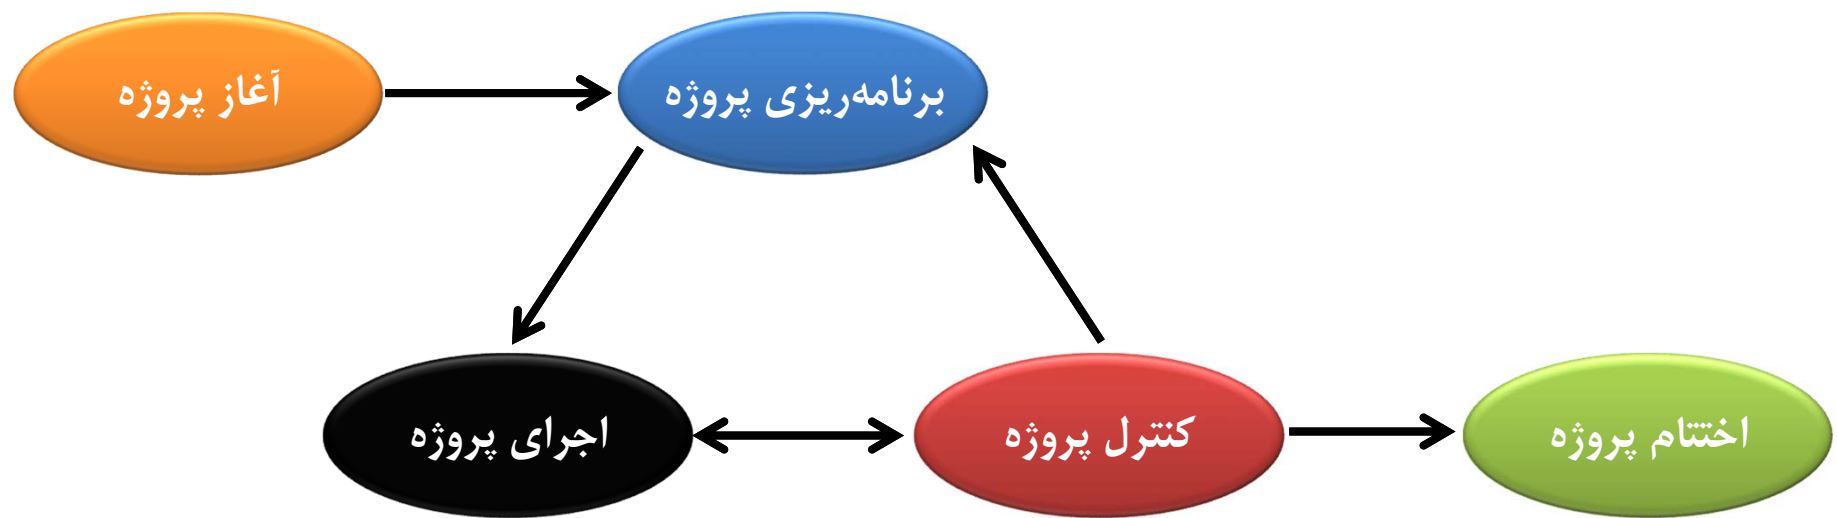 آغاز پروژه
برنامه‌ریزی پروژه
اجرای پروژه
کنترل پروژه
اختتام پروژه